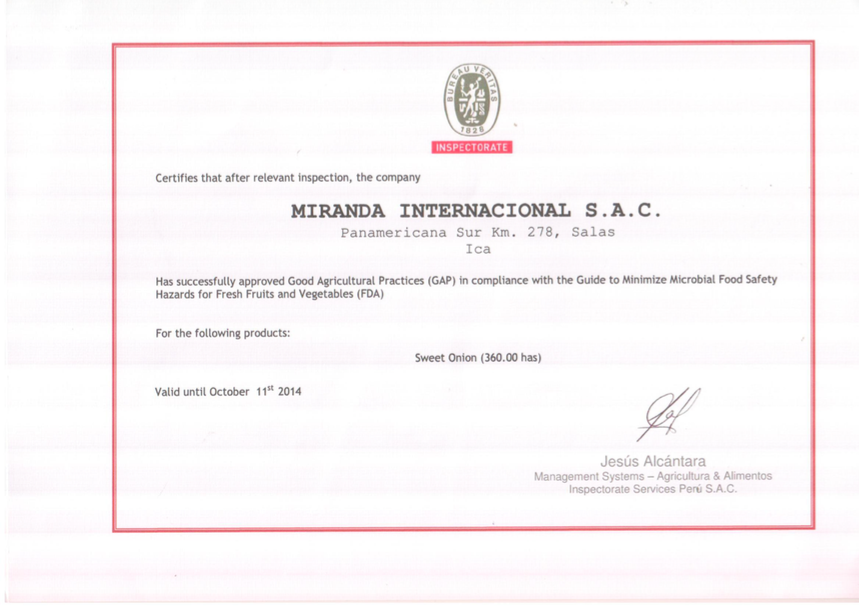 BUREAU VERITAS
1828
INSPECTORATE
Certifies that after relevant inspection, the company
MIRANDA INTERNACIONAL S.A.C.
Panamericana Sur Km. 278, Salas
Ica
Has successfully approved Good Agricultural Practices (GAP) in compliance with the Guide to Minimize Microbial Food Safety
Hazards for Fresh Fruits and Vegetables (FDA)
For the following products:
Sweet Onion (360.00 has)
Valid until October 11st 2014
Jesús Alcántara
Management Systems – Agricultura & Alimentos
Inspectorate Services Perú S.A.C.